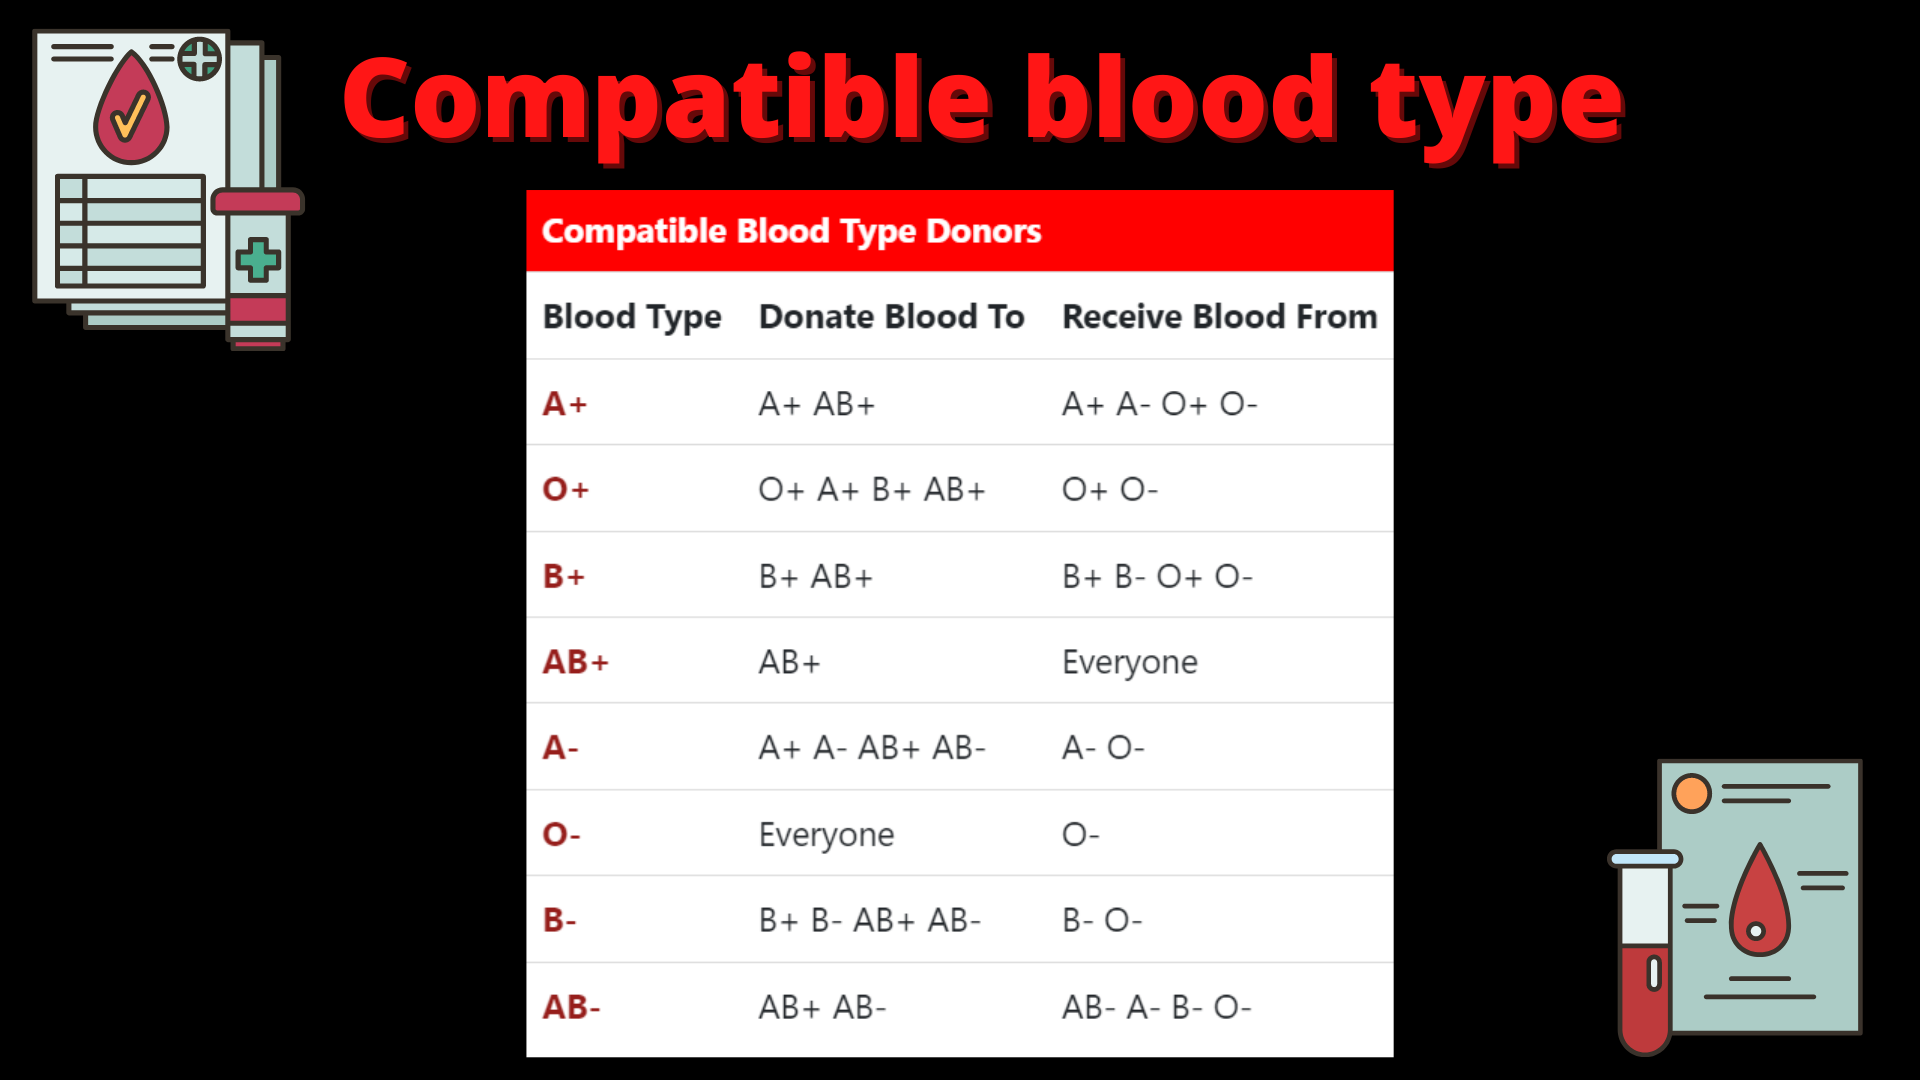 Compatible blood type
Compatible Blood Type Donors
Blood Type Donate Blood To Receive Blood From
A+ A+ AB+ A+ A- O+ O-
O+ O+ A+ B+ AB+ O+ O-
B+ B+ AB+ B+ B- O+ O-
AB+ AB+ Everyone
A- A+ A- AB+ AB- A- O-
O- Everyone O-
B- B+ B- AB+ AB- B- O-
AB- AB+ AB- AB- A- B- O-